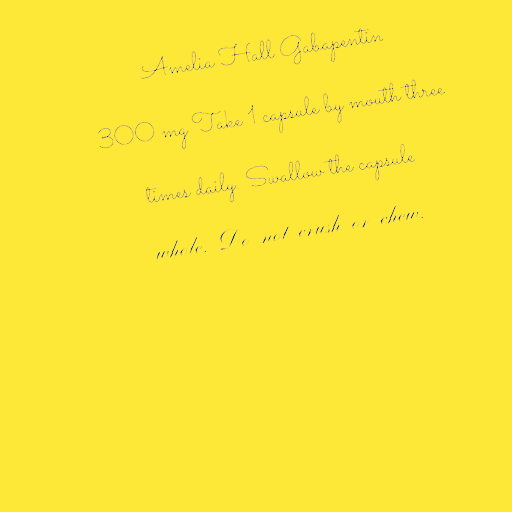 Amelia Hall Gabapentin
300 mg Take 1 capsule by mouth three
times daily. Swallow the capsule
whole. Do not crush or chew.